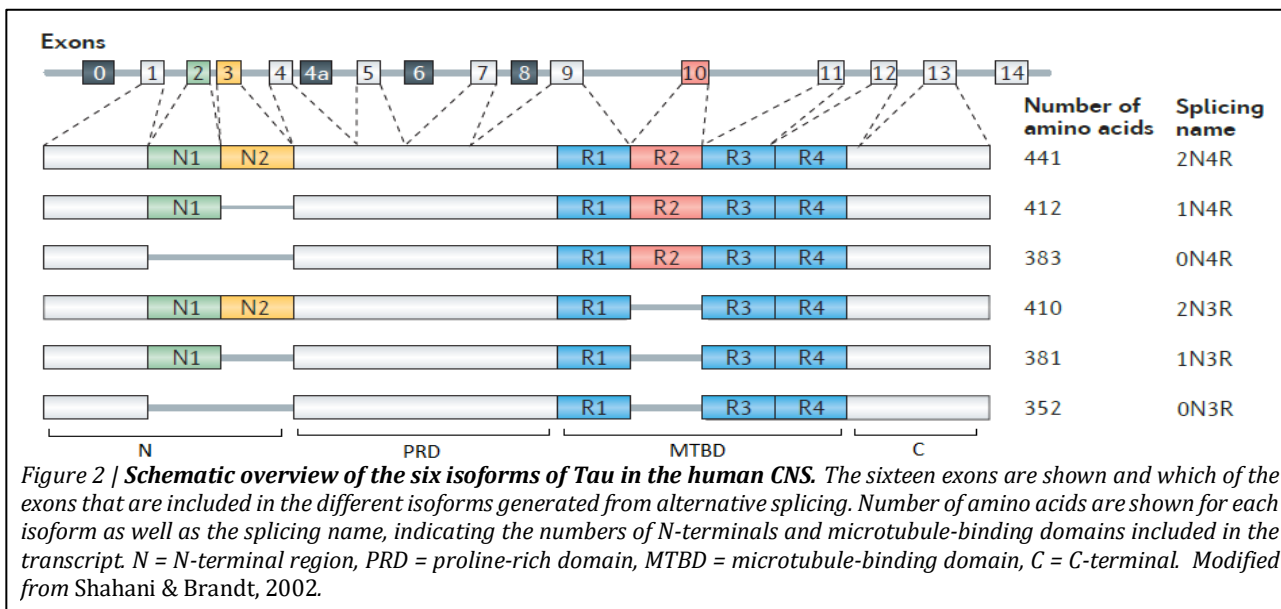 Exons
0 1 2 3 4 4a 5 6 7 8 9 10 11 12 13 14
Number of amino acids Splicing name
N1 N2 R1 R2 R3 R4 441 2N4R
N1 R1 R2 R3 R4 412 1N4R
R1 R2 R3 R4 383 0N4R
N1 N2 R1 R3 R4 410 2N3R
N1 R1 R3 R4 381 1N3R
R1 R3 R4 352 0N3R
N PRD MTBD C
Figure 2 | Schematic overview of the six isoforms of Tau in the human CNS. The sixteen exons are shown and which of the
exons that are included in the different isoforms generated from alternative splicing. Number of amino acids are shown for each
isoform as well as the splicing name, indicating the numbers of N-terminals and microtubule-binding domains included in the
transcript. N = N-terminal region, PRD = proline-rich domain, MTBD = microtubule-binding domain, C = C-terminal. Modified
from Shahani & Brandt, 2002.